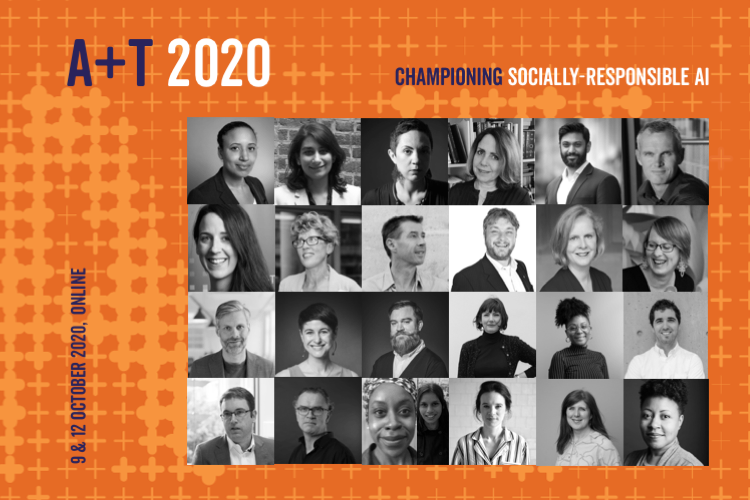 A+T 2020
CHAMPIONING SOCIALLY-RESPONSIBLE AI
9 & 12 OCTOBER 2020, ONLINE